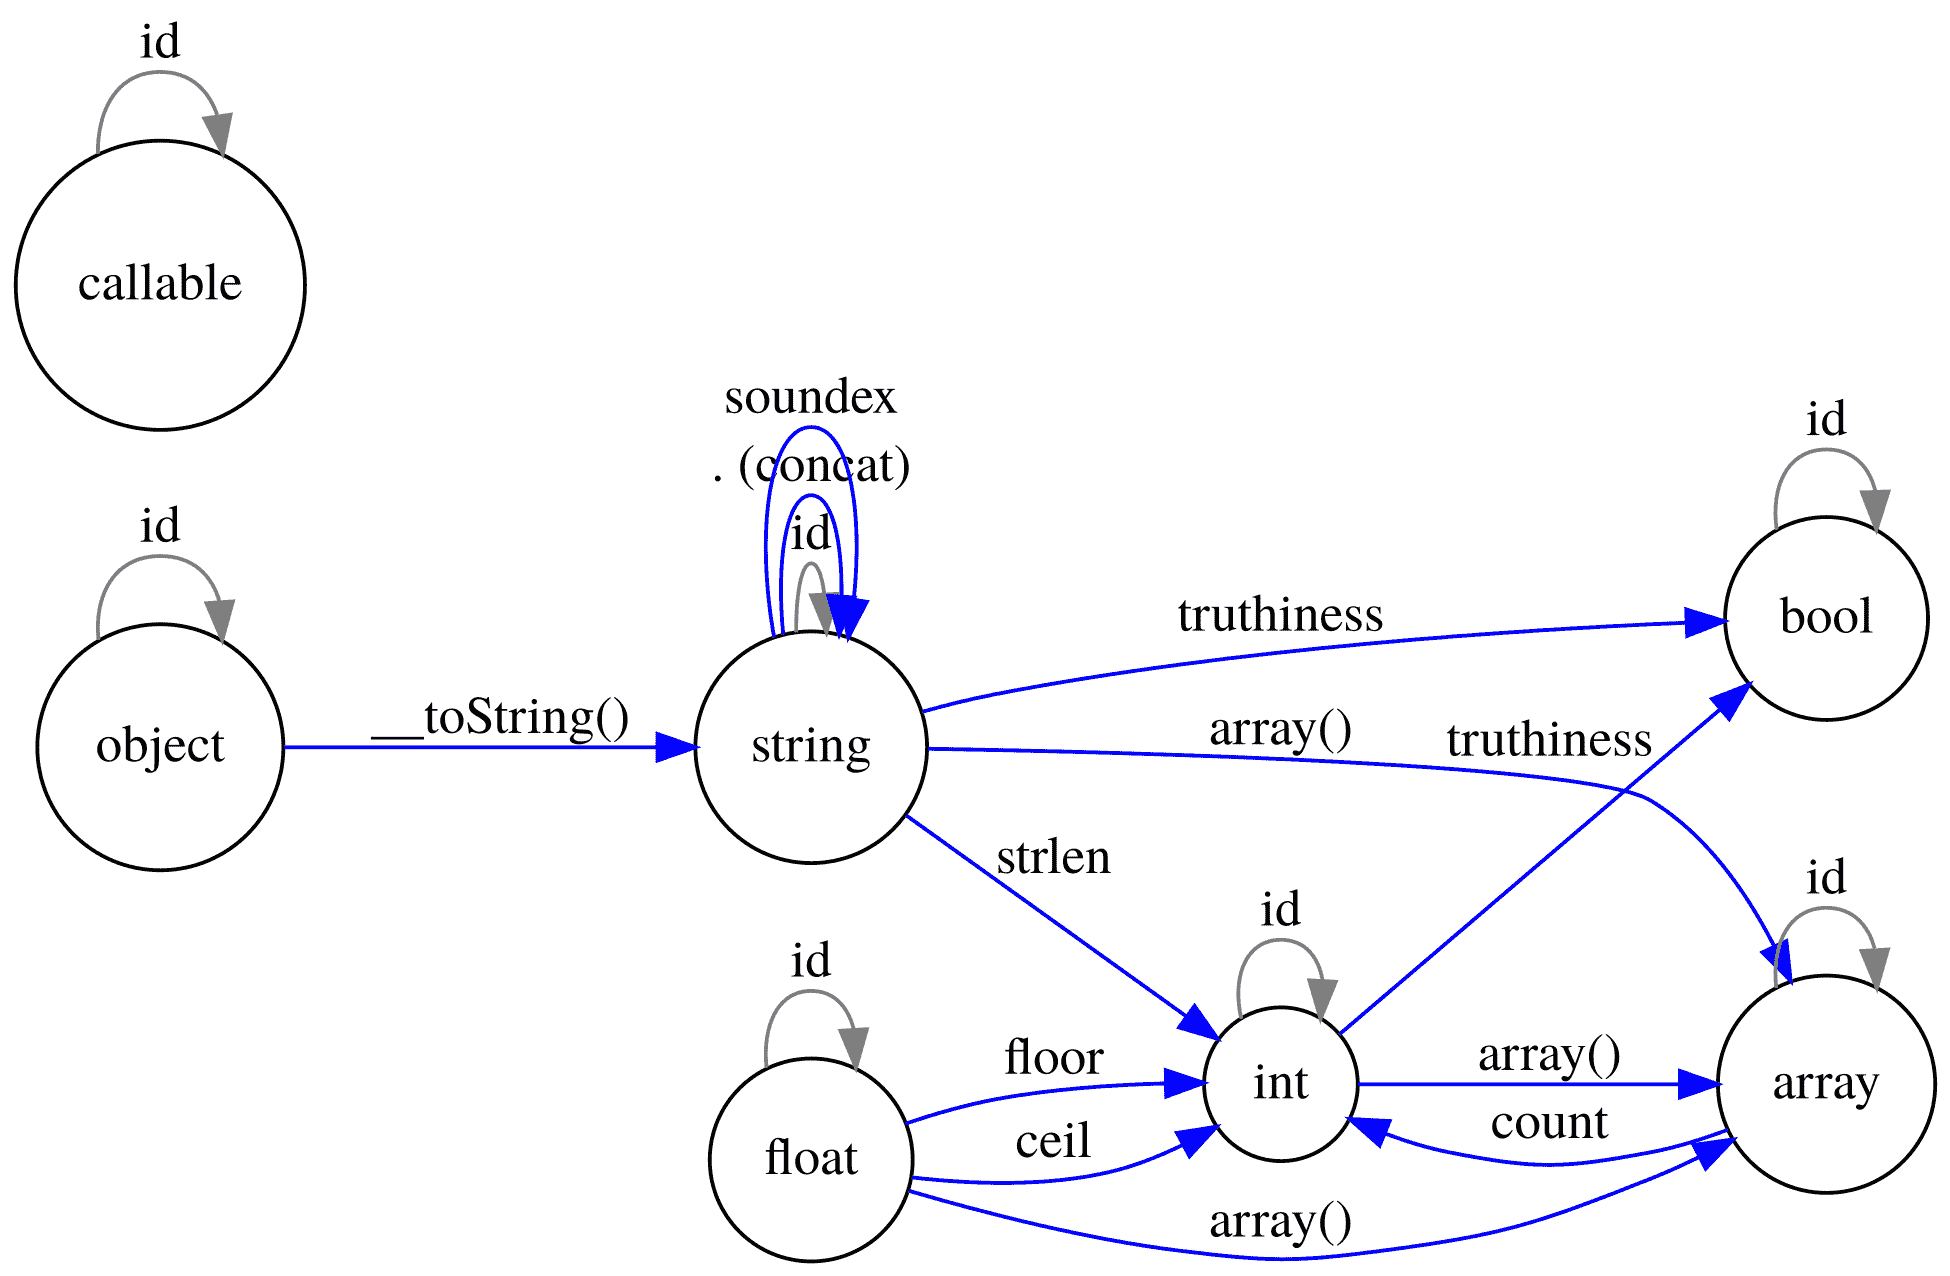 id
callable
soundex
id
. (concat)
id
id
truthiness
bool
__toString()
object
string
array()
truthiness
strlen
id
id
id
floor
array()
int
array
ceil
count
float
array()